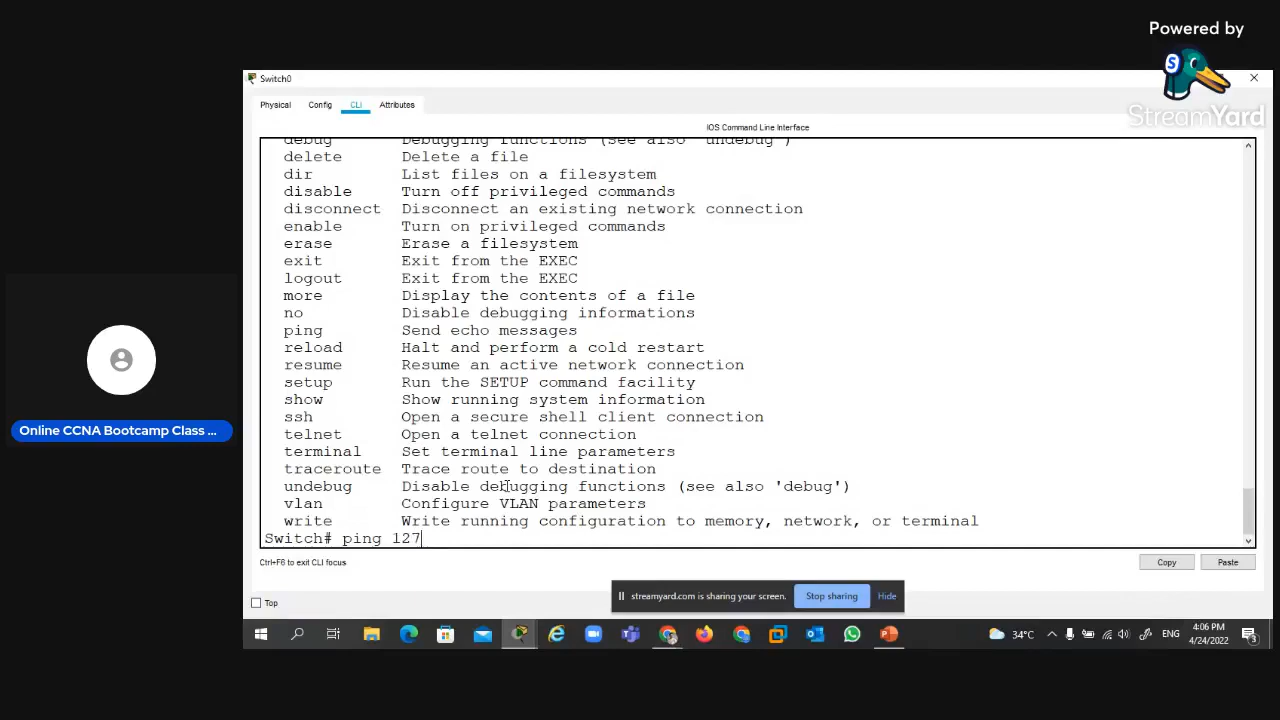 Powered by
StreamYard
Switch0
Physical Config CLI Attributes
IOS Command Line Interface
debug Debugging functions (see also 'undebug')
delete Delete a file
dir List files on a filesystem
disable Turn off privileged commands
disconnect Disconnect an existing network connection
enable Turn on privileged commands
erase Erase a filesystem
exit Exit from the EXEC
logout Exit from the EXEC
more Display the contents of a file
no Disable debugging informations
ping Send echo messages
reload Halt and perform a cold restart
resume Resume an active network connection
setup Run the SETUP command facility
show Show running system information
ssh Open a secure shell client connection
telnet Open a telnet connection
terminal Set terminal line parameters
traceroute Trace route to destination
undebug Disable debugging functions (see also 'debug')
vlan Configure VLAN parameters
write Write running configuration to memory, network, or terminal
Switch# ping 127
Ctrl+F6 to exit CLI focus
Copy Paste
Top
streamyard.com is sharing your screen. Stop sharing Hide
Online CCNA Bootcamp Class ...
34°C ENG 4:06 PM
4/24/2022
3